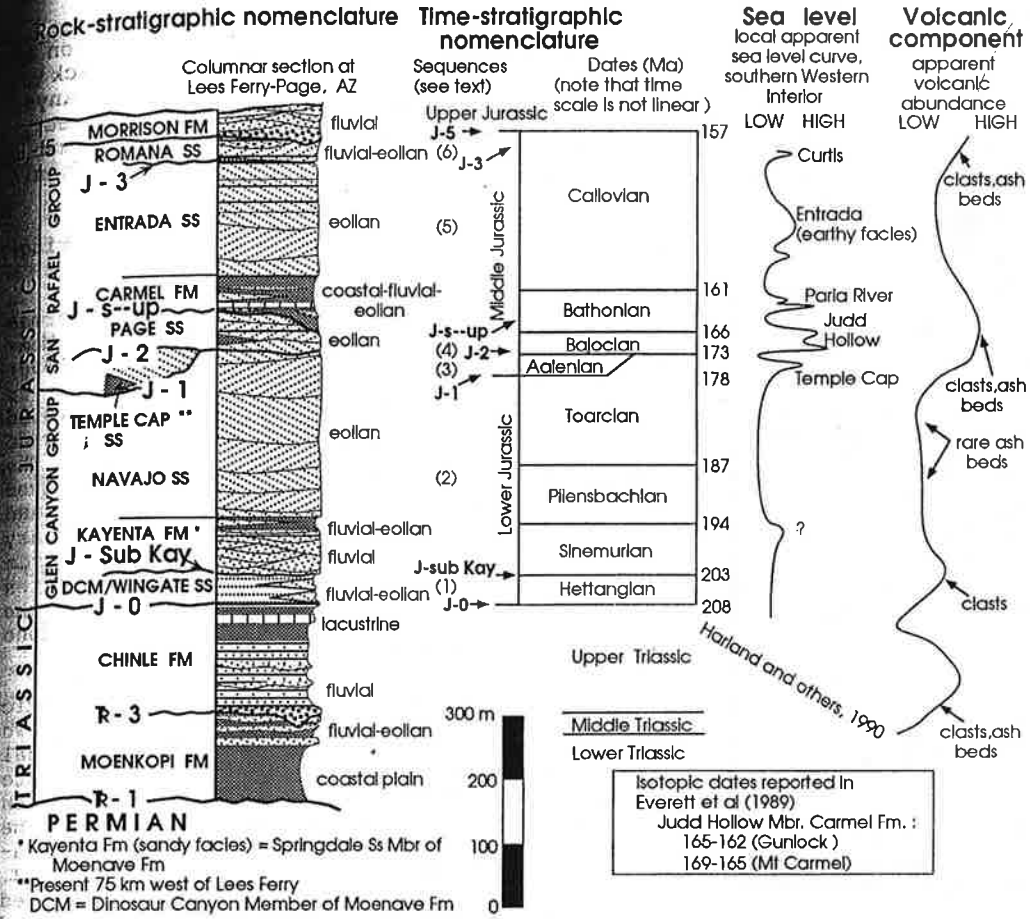 Rock-stratigraphic nomenclature
Columnar section at
Lees Ferry-Page, AZ
Time-stratigraphic
nomenclature
Sequences
(see text)
Dates (Ma)
(note that time
scale is not linear)
Sea level
local apparent
sea level curve,
southern Western
Interior
LOW HIGH
Volcanic
component
apparent
volcanic
abundance
LOW HIGH
TRIASSIC
JURASSIC
GLEN CANYON GROUP
SAN RAFAEL GROUP
MORRISON FM
J-5
ROMANA SS
J - 3
ENTRADA SS
CARMEL FM
J - s--up
PAGE SS
J - 2
J - 1
TEMPLE CAP **
SS
NAVAJO SS
KAYENTA FM *
J - Sub Kay
DCM/WINGATE SS
J - 0
CHINLE FM
TR - 3
MOENKOPI FM
TR - 1
PERMIAN
fluvial
fluvial-eolian
eolian
coastal-fluvial-
eolian
eolian
eolian
fluvial-eolian
fluvial
fluvial-eolian
lacustrine
fluvial
fluvial-eolian
coastal plain
Upper Jurassic
J-5
(6)
J-3
(5)
J-s--up
(4) J-2
(3)
J-1
(2)
J-sub Kay
(1)
J-0
Middle Jurassic
Lower Jurassic
Callovian
Bathonian
Bajocian
Aalenian
Toarcian
Pliensbachian
Sinemurian
Hettangian
157
161
166
173
178
187
194
203
208
Upper Triassic
Middle Triassic
Lower Triassic
Harland and others, 1990
Curtis
Entrada
(earthy facies)
Paria River
Judd
Hollow
Temple Cap
?
clasts,ash
beds
clasts,ash
beds
rare ash
beds
clasts
clasts,ash
beds
300 m
200
100
0
Isotopic dates reported in
Everett et al (1989)
Judd Hollow Mbr. Carmel Fm. :
165-162 (Gunlock )
169-165 (Mt Carmel)
* Kayenta Fm (sandy facies) = Springdale Ss Mbr of
Moenave Fm
**Present 75 km west of Lees Ferry
DCM = Dinosaur Canyon Member of Moenave Fm